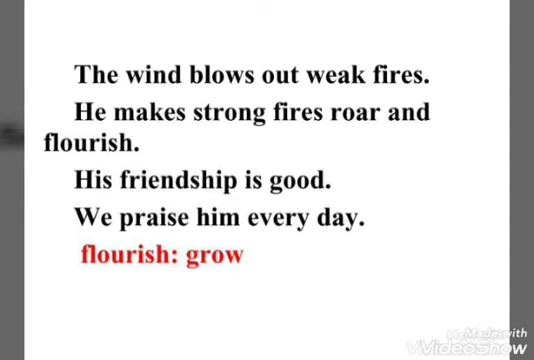 The wind blows out weak fires.
He makes strong fires roar and
flourish.
His friendship is good.
We praise him every day.
flourish: grow
Made with
VideoShow